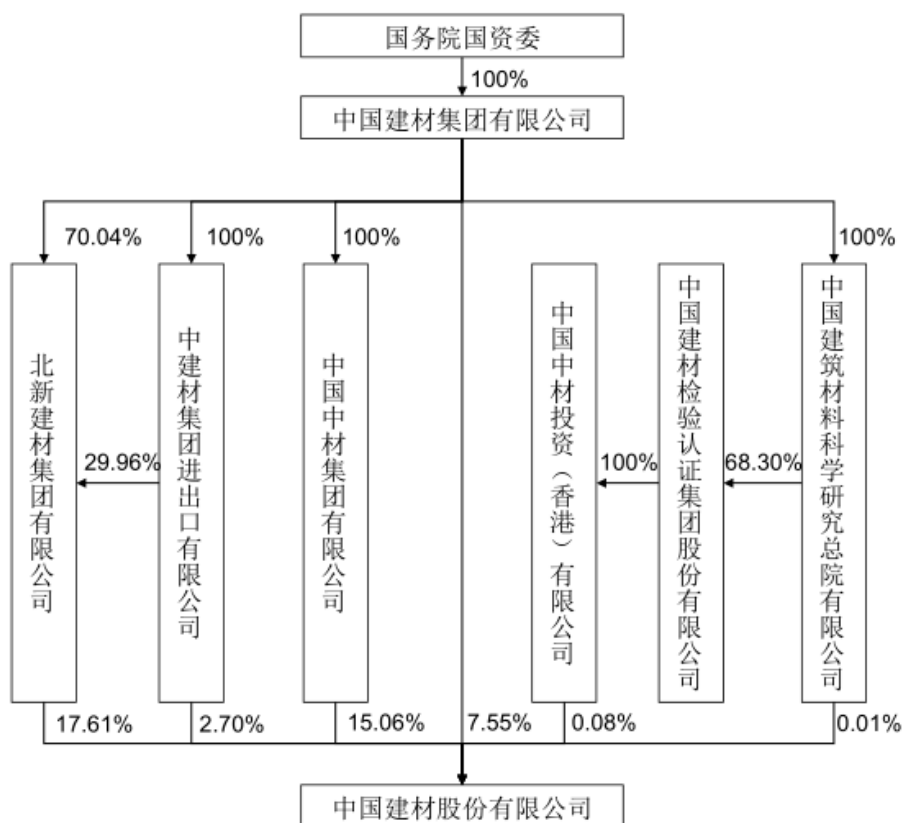 国务院国资委
100%
中国建材集团有限公司
70.04%
100%
100%
100%
北新建材集团有限公司
29.96%
中建材集团进出口有限公司
中国中材集团有限公司
中国中材投资（香港）有限公司
100%
中国建材检验认证集团股份有限公司
68.30%
中国建筑材料科学研究总院有限公司
17.61%
2.70%
15.06%
7.55%
0.08%
0.01%
中国建材股份有限公司